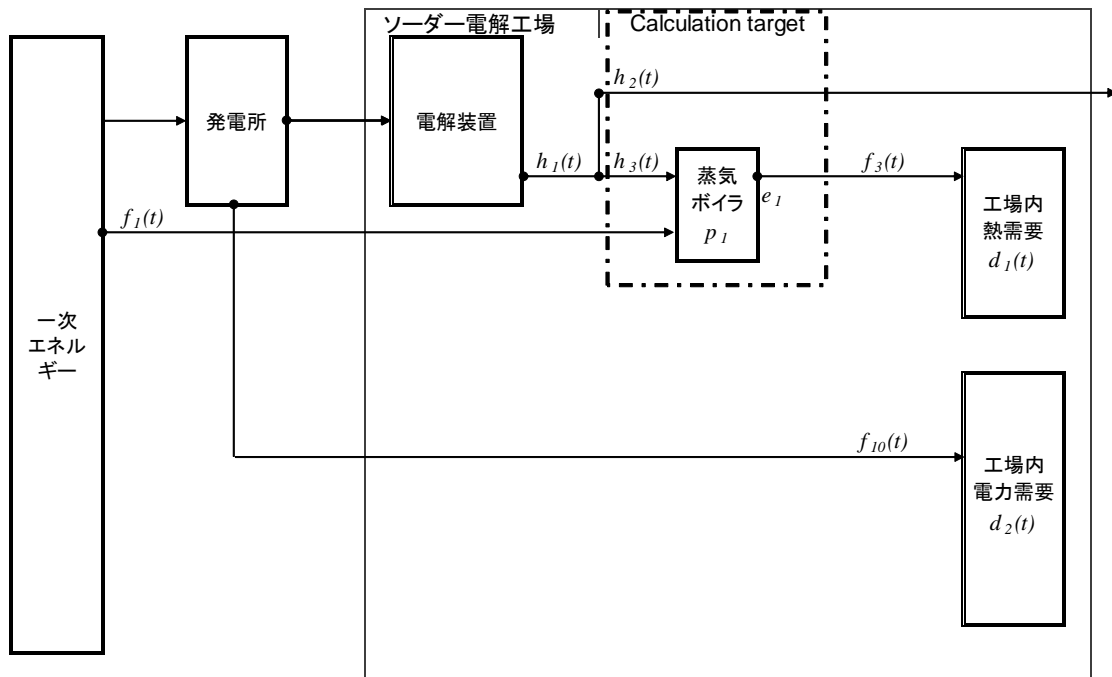 ソーダー電解工場
Calculation target
h2(t)
発電所
電解装置
h1(t)
h3(t)
蒸気
ボイラ
p1
e1
f3(t)
工場内
熱需要
d1(t)
f1(t)
一次
エネル
ギー
f10(t)
工場内
電力需要
d2(t)